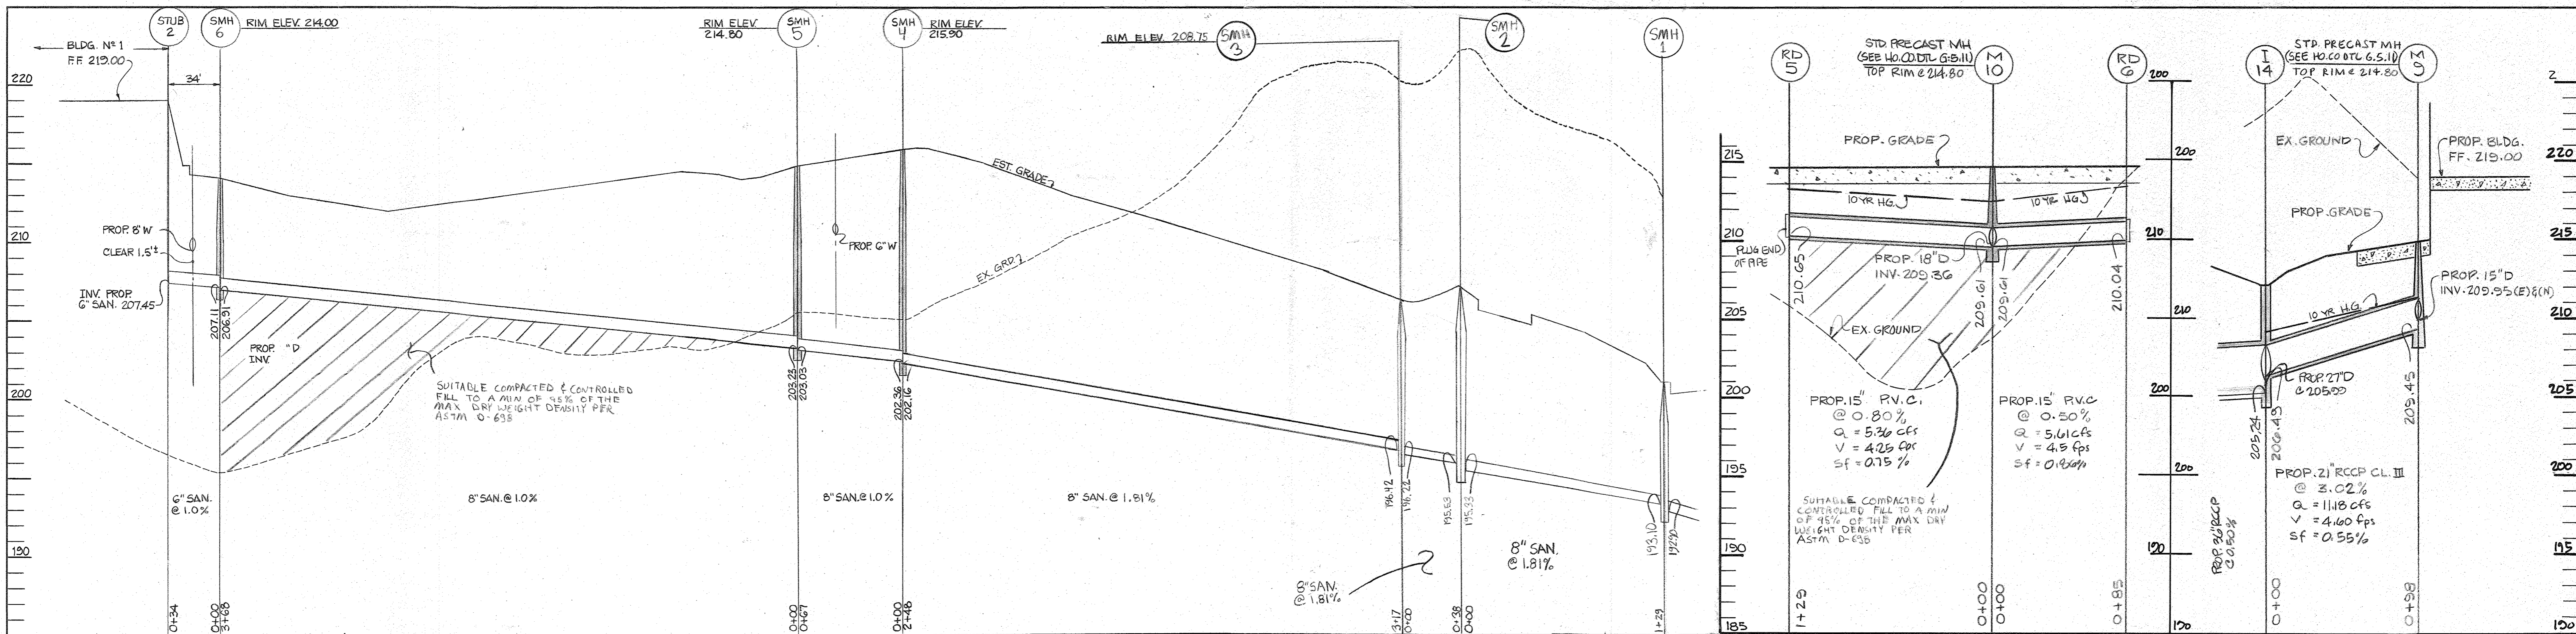 STUB
2
SMH
6
RIM ELEV. 214.00
BLDG. Nº 1
F.F. 219.00
34'
RIM ELEV
214.80
SMH
5
SMH
4
RIM ELEV
215.90
RIM ELEV. 208.75
SMH
3
SMH
2
SMH
1
220
210
200
190
PROP. 8"W
CLEAR 1.5'±
INV. PROP.
6" SAN. 207.45
207.11
206.91
PROP. "D
INV.
SUITABLE COMPACTED & CONTROLLED
FILL TO A MIN OF 95% OF THE
MAX DRY WEIGHT DENSITY PER
ASTM D-698
PROP. 6"W
203.23
203.03
202.36
202.16
EST. GRADE
EX. GRD.
196.42
196.22
195.53
195.33
193.10
192.90
6" SAN.
@ 1.0%
8" SAN. @ 1.0%
8" SAN. @ 1.0%
8" SAN. @ 1.81%
8" SAN.
@ 1.81%
8" SAN.
@ 1.81%
0+34
0+00
3+68
0+00
0+67
0+00
2+48
3+17
0+00
0+38
0+00
1+29
RD
5
STD. PRECAST MH
(SEE HO.CO.DTL G-5.11)
TOP RIM @ 214.80
M
10
RD
6
215
210
205
200
195
190
185
PROP. GRADE
10 YR HG.
10 YR HG
PLUG END
OF PIPE
210.65
PROP. 18"D
INV. 209.36
209.61
209.61
210.04
EX. GROUND
PROP. 15" P.V.C.
@ 0.80%
Q = 5.36 cfs
V = 4.25 fps
Sf = 0.75 %
PROP. 15" P.V.C
@ 0.50%
Q = 5.61 cfs
V = 4.5 fps
SUITABLE COMPACTED &
CONTROLLED FILL TO A MIN
OF 95% OF THE MAX DRY
WEIGHT DENSITY PER
ASTM D-698
1+29
0+00
0+00
0+85
200
200
210
200
200
190
190
I
14
STD. PRECAST MH
(SEE HO.CO DTL G.5.11)
TOP RIM @ 214.80
M
9
2
EX. GROUND
PROP. BLDG.
FF. 219.00
PROP. GRADE
10 YR H.G.
PROP. 15"D
INV. 209.95 (E)&(N)
PROP. 27"D
@ 205.99
205.24
206.49
209.45
PROP. 21" RCCP CL. III
@ 3.02%
Q = 11.18 cfs
V = 4.60 fps
Sf = 0.55%
PROP. 36" RCCP
@ 0.50%
0+00
0+98
220
215
210
205
200
195
190